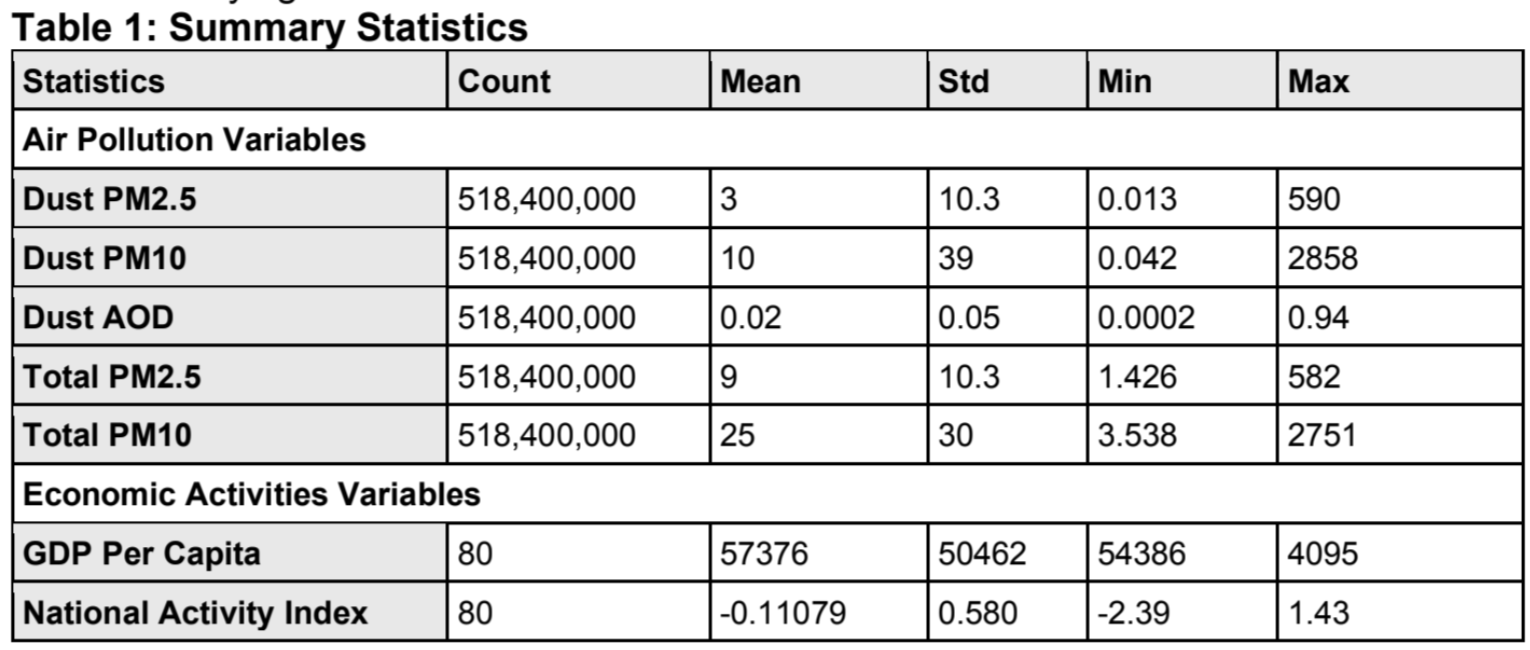 Table 1: Summary Statistics
Statistics Count Mean Std Min Max
Air Pollution Variables
Dust PM2.5 518,400,000 3 10.3 0.013 590
Dust PM10 518,400,000 10 39 0.042 2858
Dust AOD 518,400,000 0.02 0.05 0.0002 0.94
Total PM2.5 518,400,000 9 10.3 1.426 582
Total PM10 518,400,000 25 30 3.538 2751
Economic Activities Variables
GDP Per Capita 80 57376 50462 54386 4095
National Activity Index 80 -0.11079 0.580 -2.39 1.43